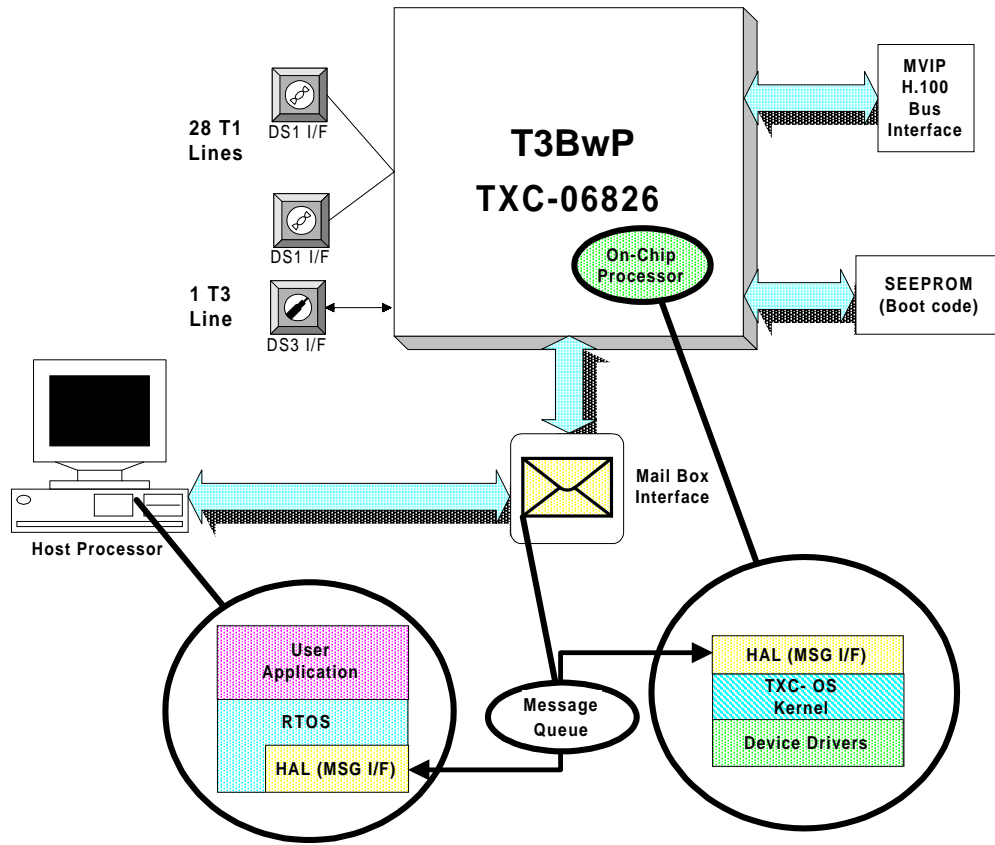 MVIP
H.100
Bus
Interface
28 T1
Lines
DS1 I/F
T3BwP
TXC-06826
DS1 I/F
On-Chip
Processor
SEEPROM
(Boot code)
1 T3
Line
DS3 I/F
Mail Box
Interface
Host Processor
User
Application
RTOS
HAL (MSG I/F)
Message
Queue
HAL (MSG I/F)
TXC- OS
Kernel
Device Drivers